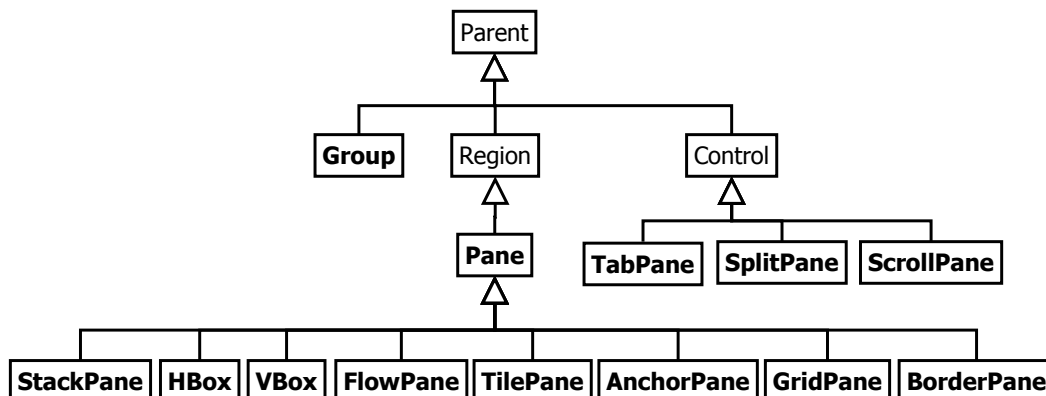 Parent
Group Region Control
Pane TabPane SplitPane ScrollPane
StackPane HBox VBox FlowPane TilePane AnchorPane GridPane BorderPane